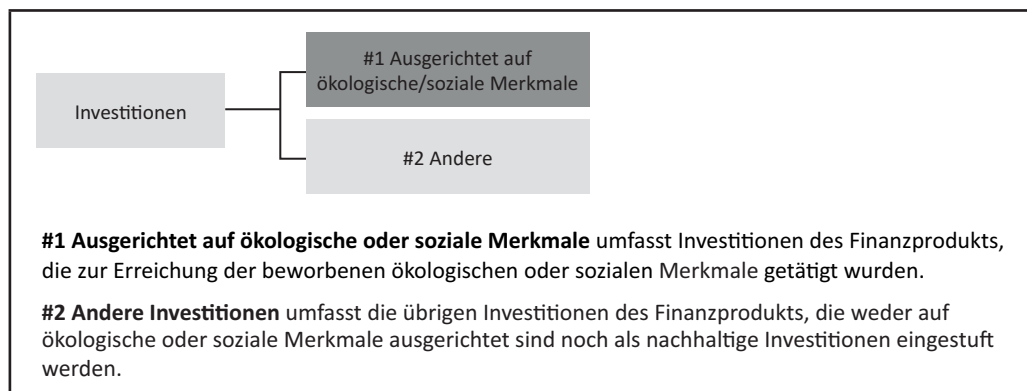 #1 Ausgerichtet auf
ökologische/soziale Merkmale
Investitionen
#2 Andere
#1 Ausgerichtet auf ökologische oder soziale Merkmale umfasst Investitionen des Finanzprodukts,
die zur Erreichung der beworbenen ökologischen oder sozialen Merkmale getätigt wurden.
#2 Andere Investitionen umfasst die übrigen Investitionen des Finanzprodukts, die weder auf
ökologische oder soziale Merkmale ausgerichtet sind noch als nachhaltige Investitionen eingestuft
werden.